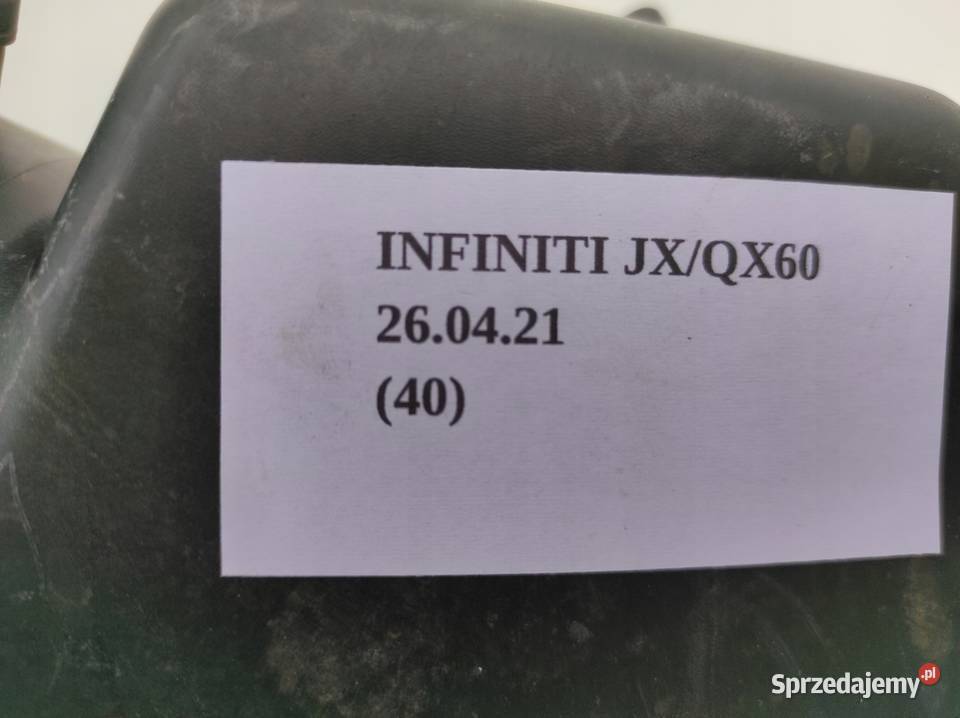 INFINITI JX/QX60
26.04.21
(40)
Sprzedajemy.pl